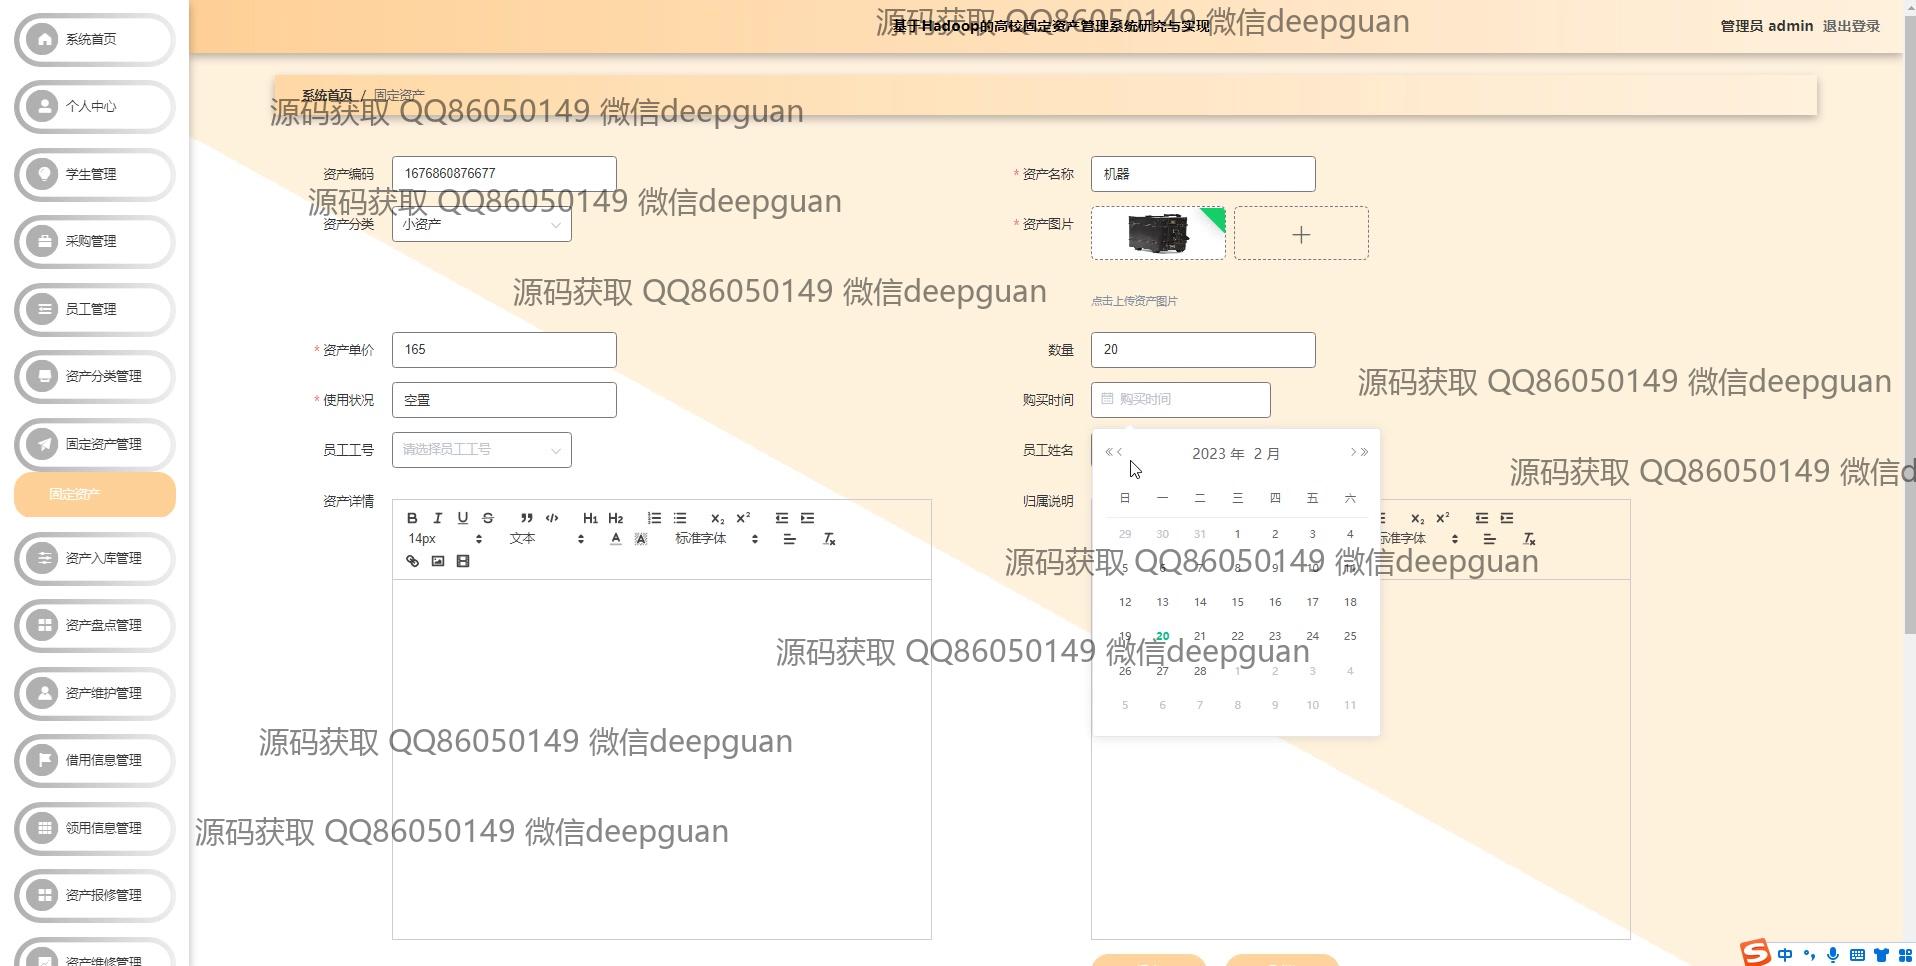 系统首页
个人中心
学生管理
采购管理
员工管理
资产分类管理
固定资产管理
固定资产
资产入库管理
资产盘点管理
资产维护管理
借用信息管理
领用信息管理
资产报修管理
资产维修管理
基于Hadoop的高校固定资产管理系统研究与实现
管理员 admin 退出登录
源码获取 QQ86050149 微信deepguan
系统首页 / 固定资产
源码获取 QQ86050149 微信deepguan
资产编码 1676860876677
* 资产名称 机器
源码获取 QQ86050149 微信deepguan
资产分类 小资产
* 资产图片
源码获取 QQ86050149 微信deepguan
点击上传资产图片
* 资产单价 165
数量 20
源码获取 QQ86050149 微信deepguan
* 使用状况 空置
购买时间 购买时间
员工工号 请选择员工工号
员工姓名
2023 年 2 月
源码获取 QQ86050149 微信d
资产详情
归属说明
日 一 二 三 四 五 六
B I U S H1 H2 X2 X2
14px 文本 A A 标准字体 Tx
X2 X2
标准字体 Tx
29 30 31 1 2 3 4
5 6 7 8 9 10 11
源码获取 QQ86050149 微信deepguan
12 13 14 15 16 17 18
19 20 21 22 23 24 25
源码获取 QQ86050149 微信deepguan
26 27 28 1 2 3 4
5 6 7 8 9 10 11
源码获取 QQ86050149 微信deepguan
源码获取 QQ86050149 微信deepguan
S 中